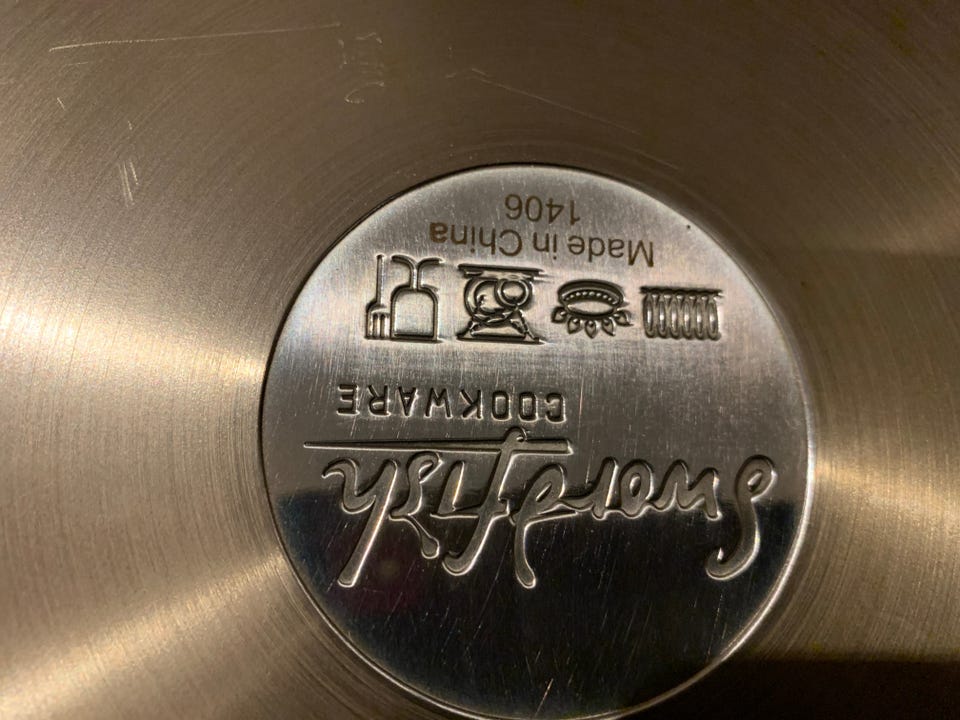 Swordfish
COOKWARE
Made in China
1406